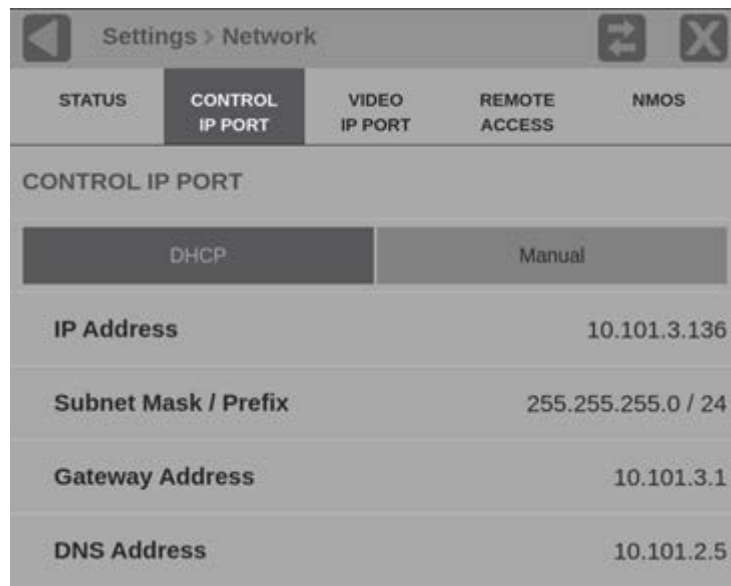 Settings > Network
STATUS
CONTROL
IP PORT
VIDEO
IP PORT
REMOTE
ACCESS
NMOS
CONTROL IP PORT
DHCP
Manual
IP Address 10.101.3.136
Subnet Mask / Prefix 255.255.255.0 / 24
Gateway Address 10.101.3.1
DNS Address 10.101.2.5